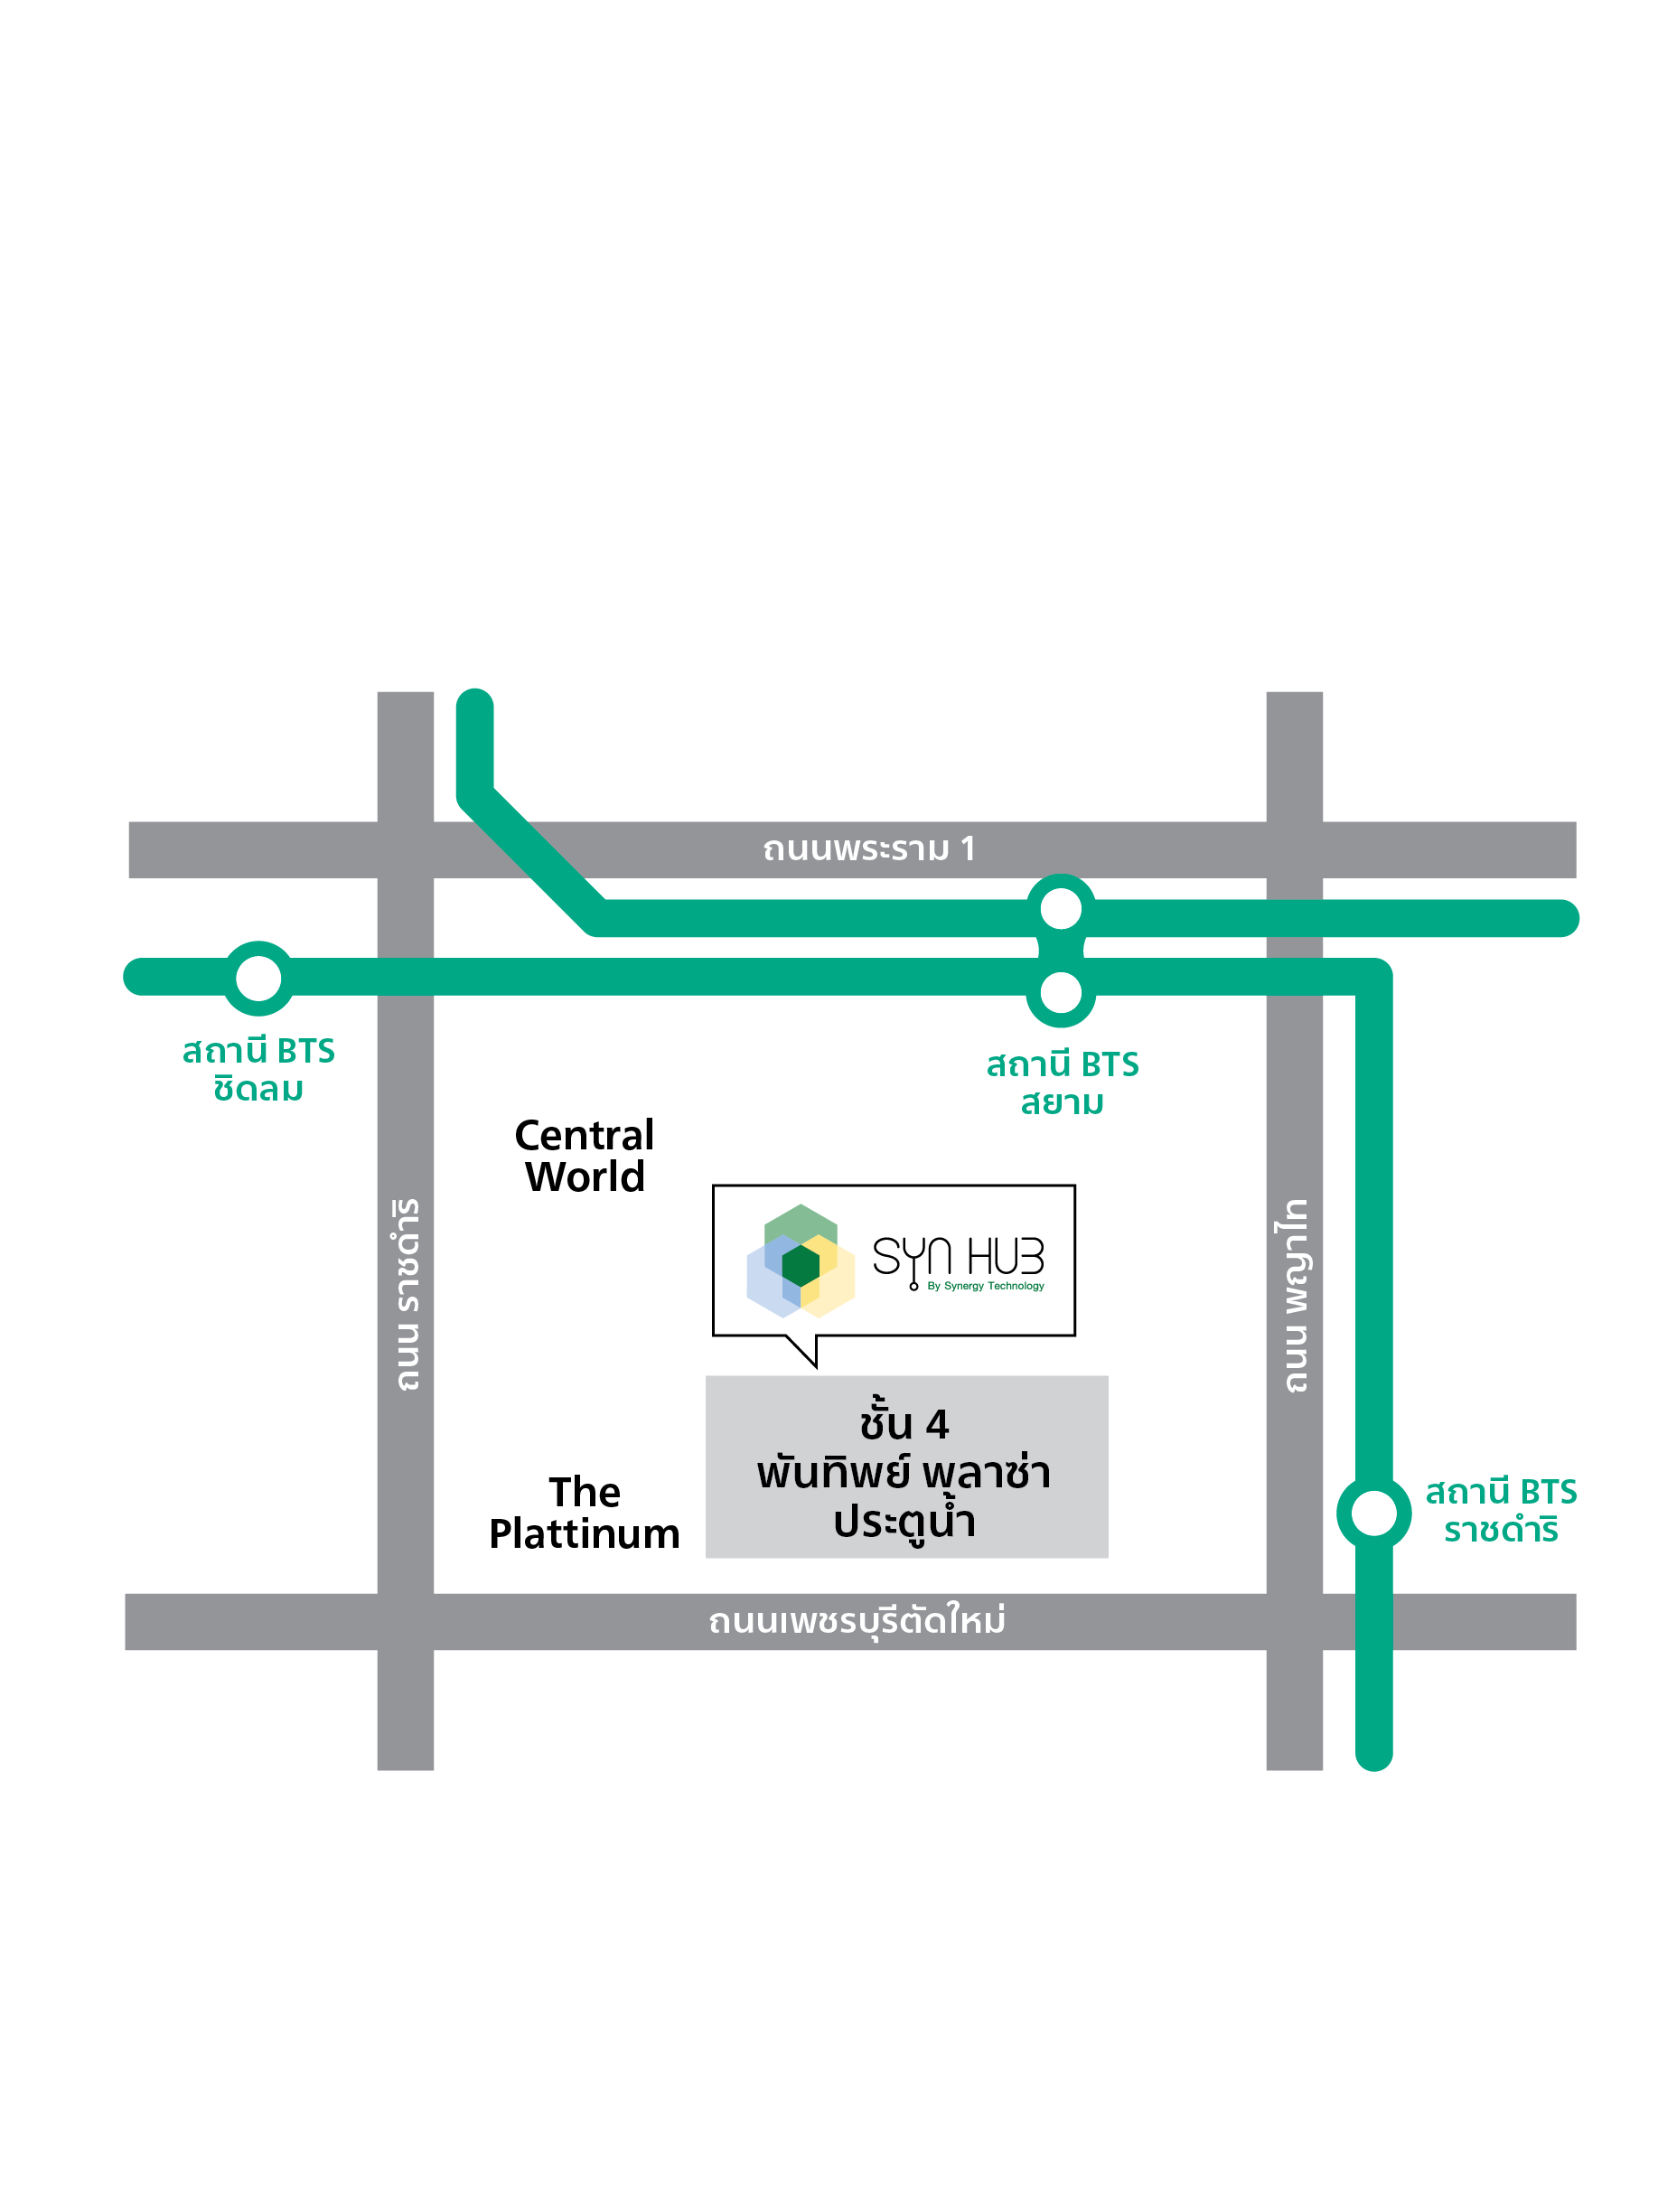 ถนนพระราม 1
สถานี BTS
ชิดลม
สถานี BTS
สยาม
Central
World
ถนน ราชดำริ
SYN HUB
By Synergy Technology
ถนน พญาไท
ชั้น 4
พันทิพย์ พลาซ่า
ประตูน้ำ
The
Plattinum
สถานี BTS
ราชดำริ
ถนนเพชรบุรีตัดใหม่